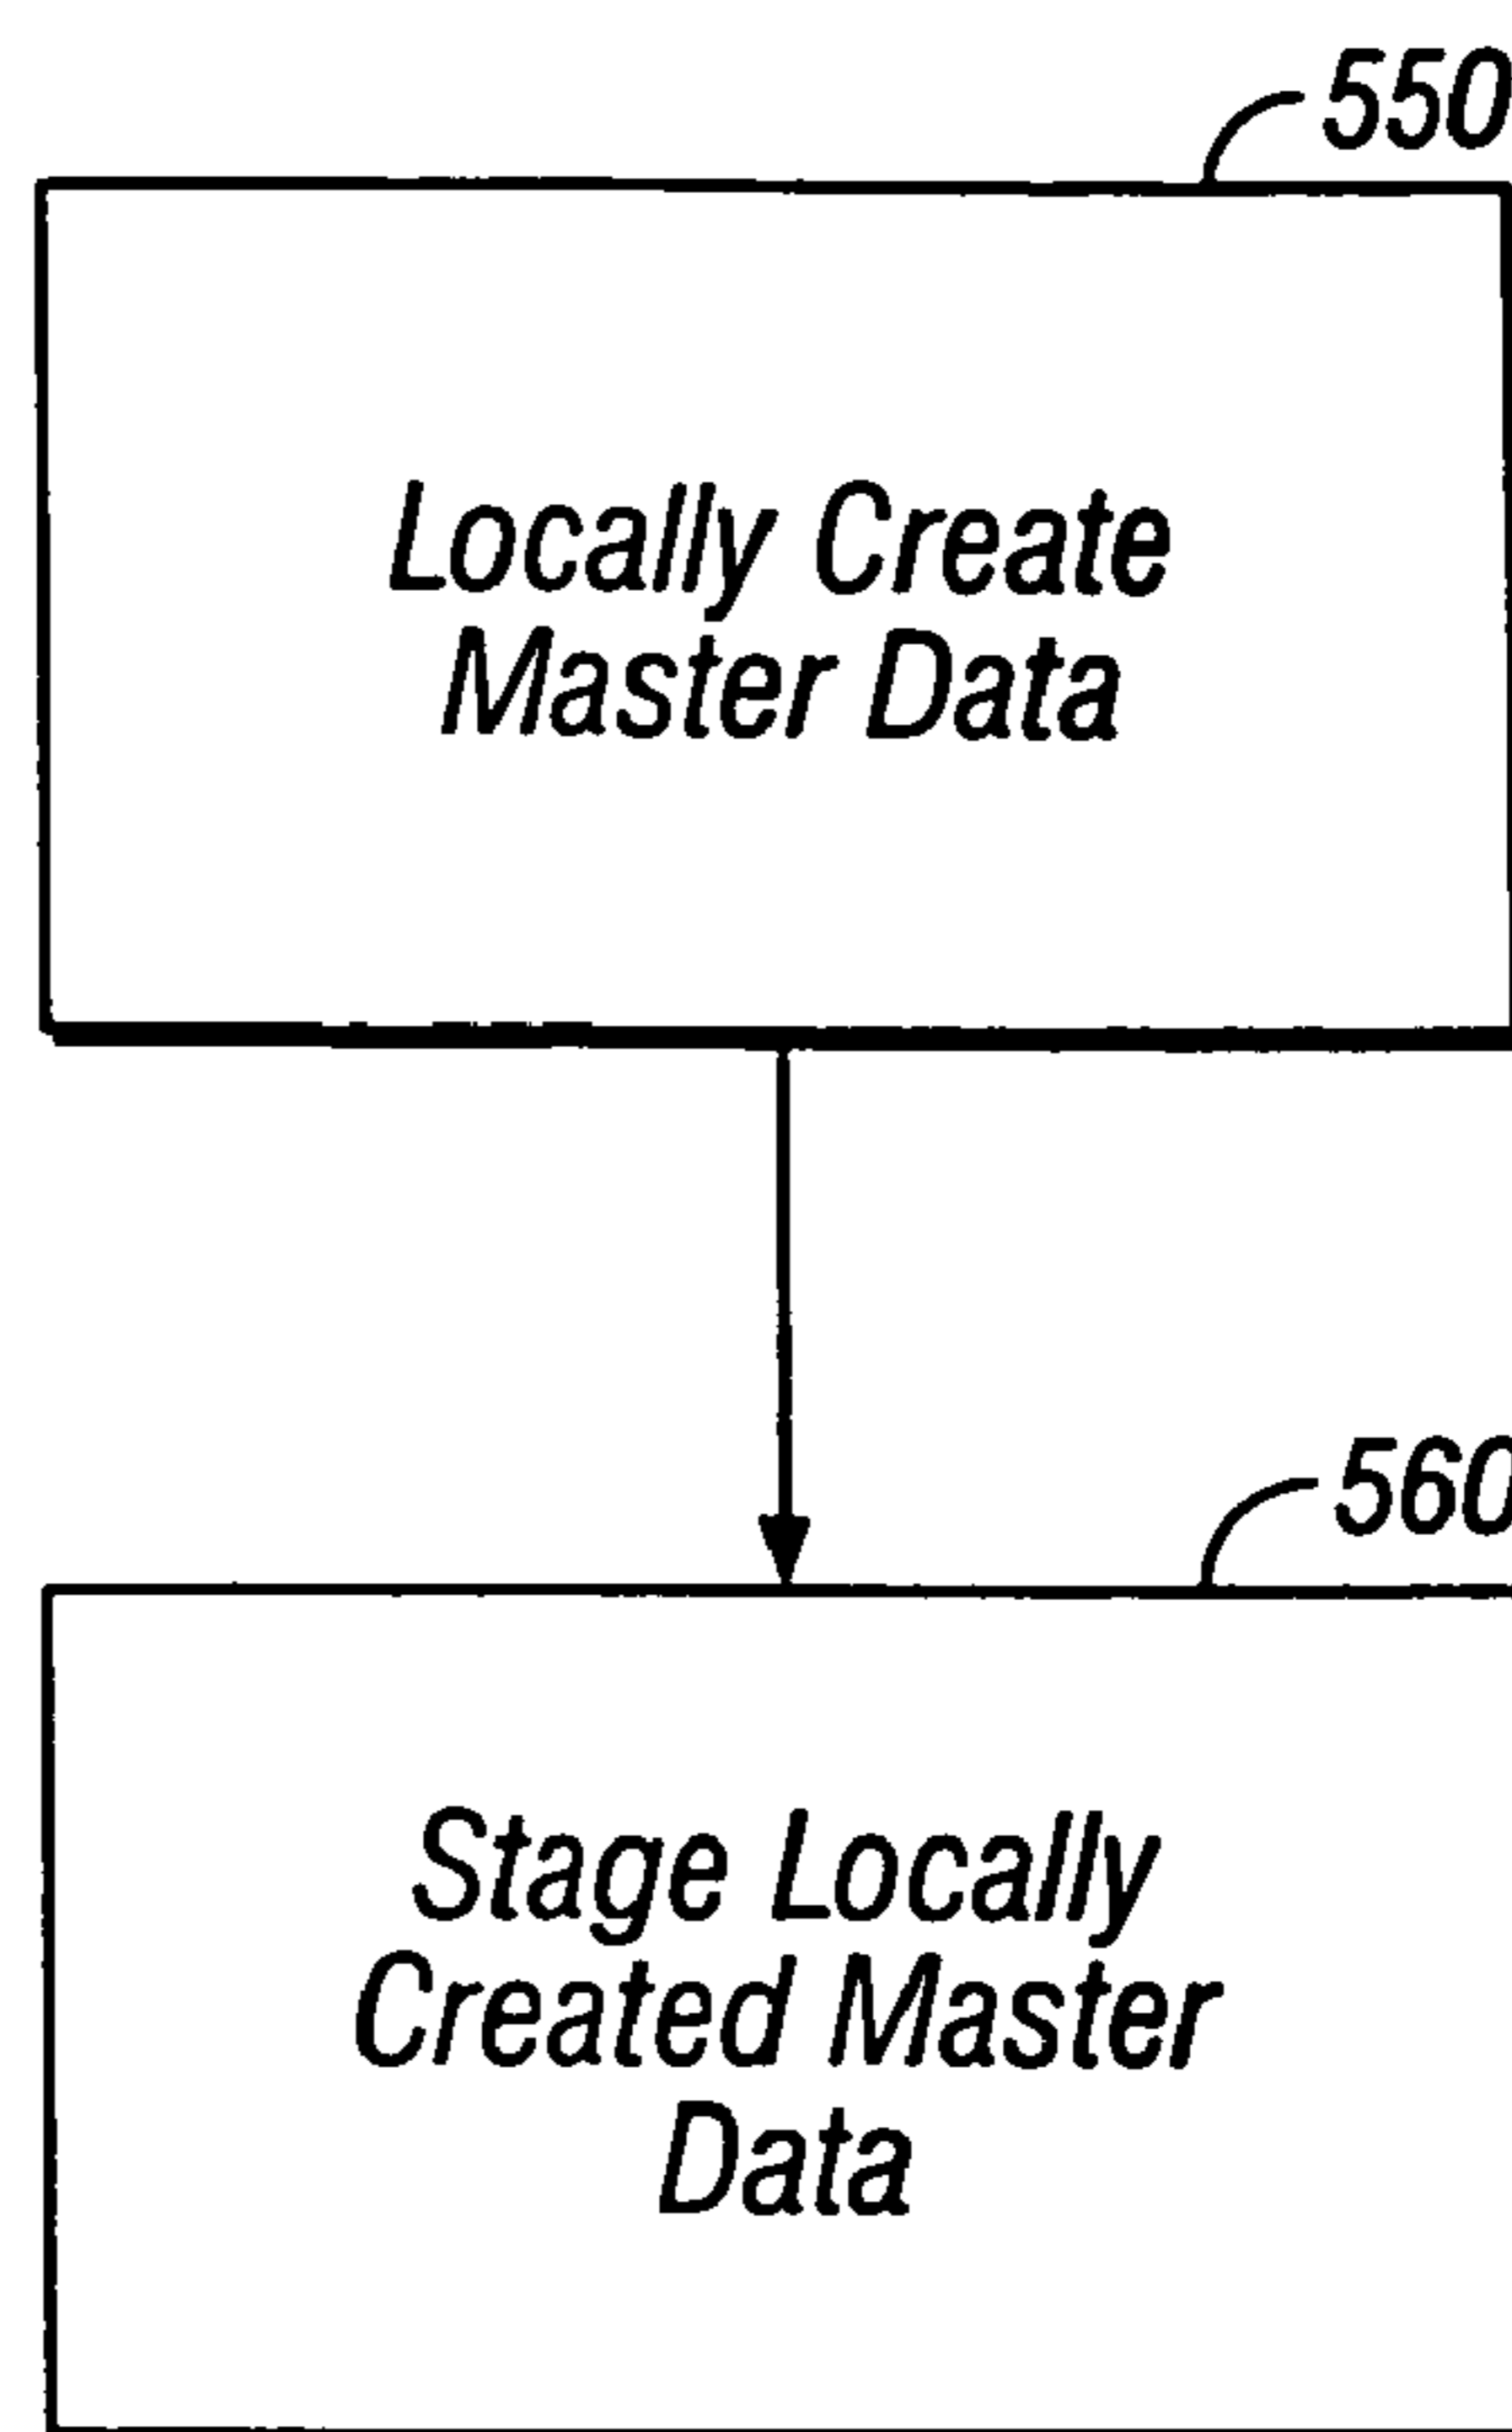 550
Locally Create
Master Data
560
Stage Locally
Created Master
Data